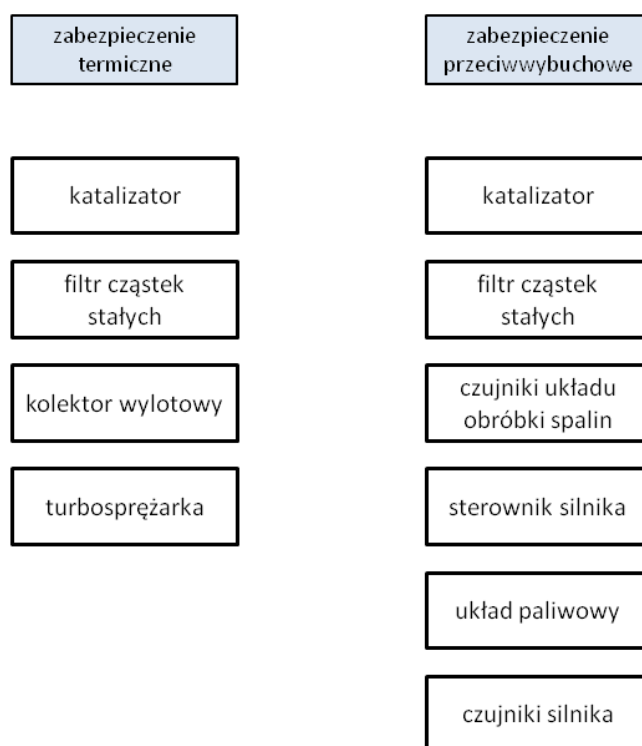 zabezpieczenie
termiczne
katalizator
filtr cząstek
stałych
kolektor wylotowy
turbosprężarka
zabezpieczenie
przeciwwybuchowe
katalizator
filtr cząstek
stałych
czujniki układu
obróbki spalin
sterownik silnika
układ paliwowy
czujniki silnika